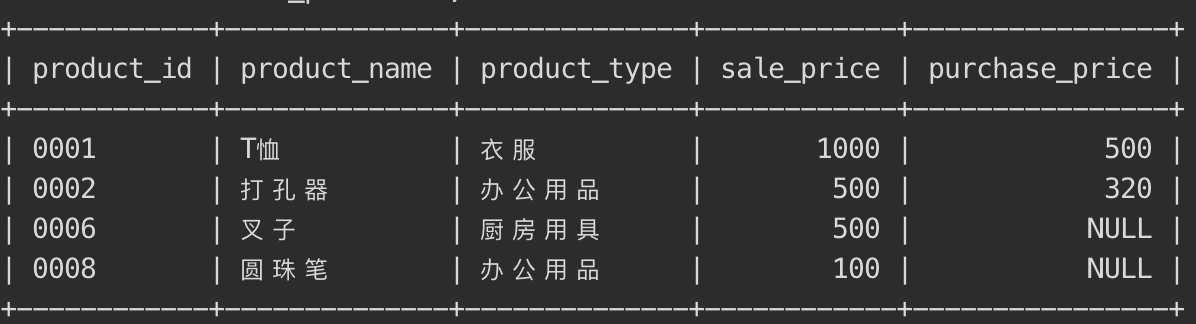 +------------+--------------+--------------+------------+----------------+
| product_id | product_name | product_type | sale_price | purchase_price |
+------------+--------------+--------------+------------+----------------+
| 0001 | T恤 | 衣服 | 1000 | 500 |
| 0002 | 打孔器 | 办公用品 | 500 | 320 |
| 0006 | 叉子 | 厨房用具 | 500 | NULL |
| 0008 | 圆珠笔 | 办公用品 | 100 | NULL |
+------------+--------------+--------------+------------+----------------+